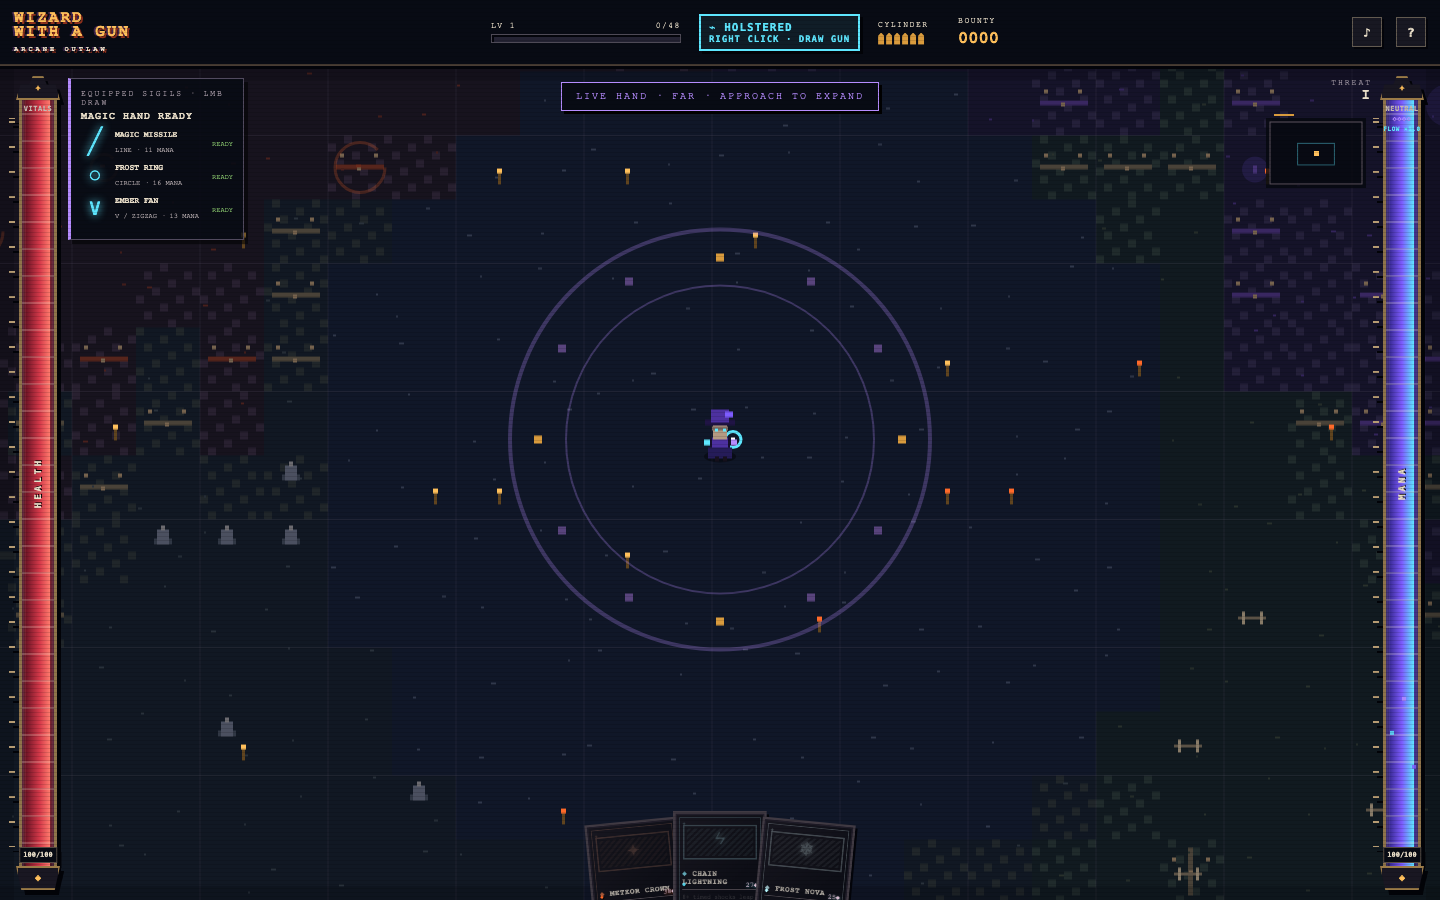 WIZARD
WITH A GUN
ARCANE OUTLAW
LV 1
0/48
HOLSTERED
RIGHT CLICK · DRAW GUN
CYLINDER
BOUNTY
0000
♪
?
EQUIPPED SIGILS · LMB
DRAW
MAGIC HAND READY
MAGIC MISSILE
LINE · 11 MANA
READY
FROST RING
CIRCLE · 16 MANA
READY
EMBER FAN
V / ZIGZAG · 13 MANA
READY
LIVE HAND · FAR · APPROACH TO EXPAND
THREAT
I
VITALS
HEALTH
100/100
NEUTRAL
FLOW
MANA
100/100
METEOR CROWN
CHAIN
LIGHTNING
27
FROST NOVA